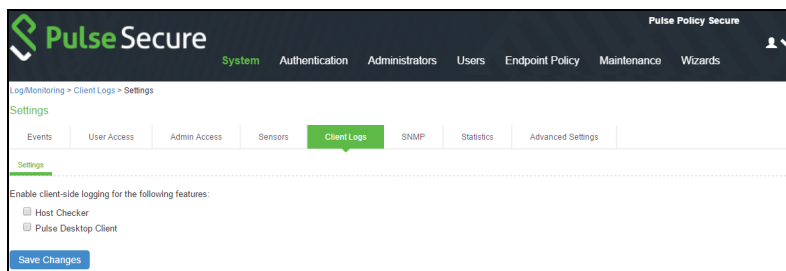 Pulse Secure
Pulse Policy Secure
System Authentication Administrators Users Endpoint Policy Maintenance Wizards
Log/Monitoring > Client Logs > Settings
Settings
Events User Access Admin Access Sensors Client Logs SNMP Statistics Advanced Settings
Settings
Enable client-side logging for the following features:
Host Checker
Pulse Desktop Client
Save Changes